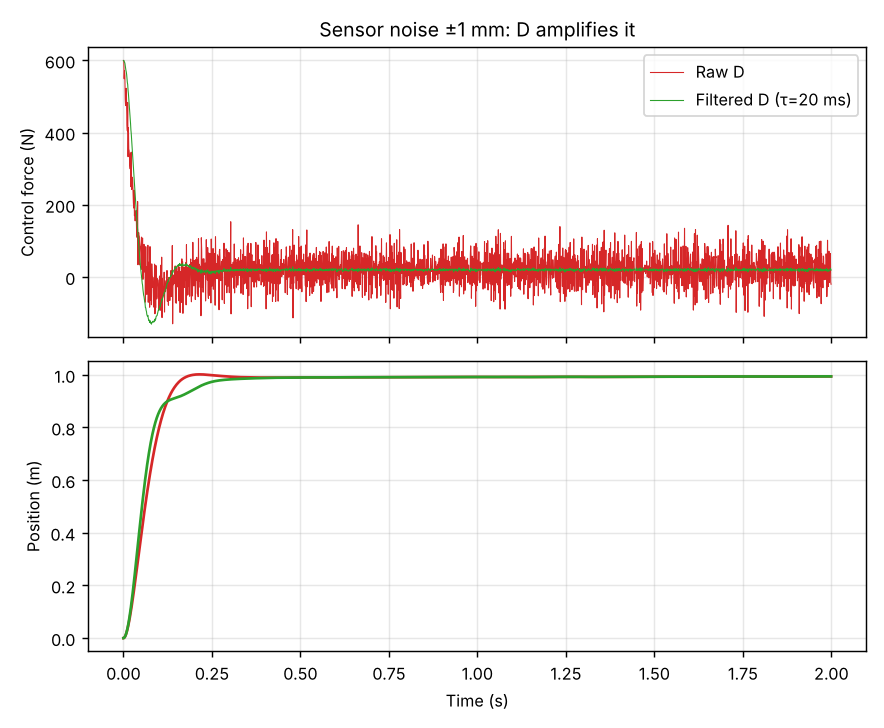 Sensor noise ±1 mm: D amplifies it
Control force (N)
600
400
200
0
Raw D
Filtered D (τ=20 ms)
Position (m)
1.0
0.8
0.6
0.4
0.2
0.0
0.00 0.25 0.50 0.75 1.00 1.25 1.50 1.75 2.00
Time (s)